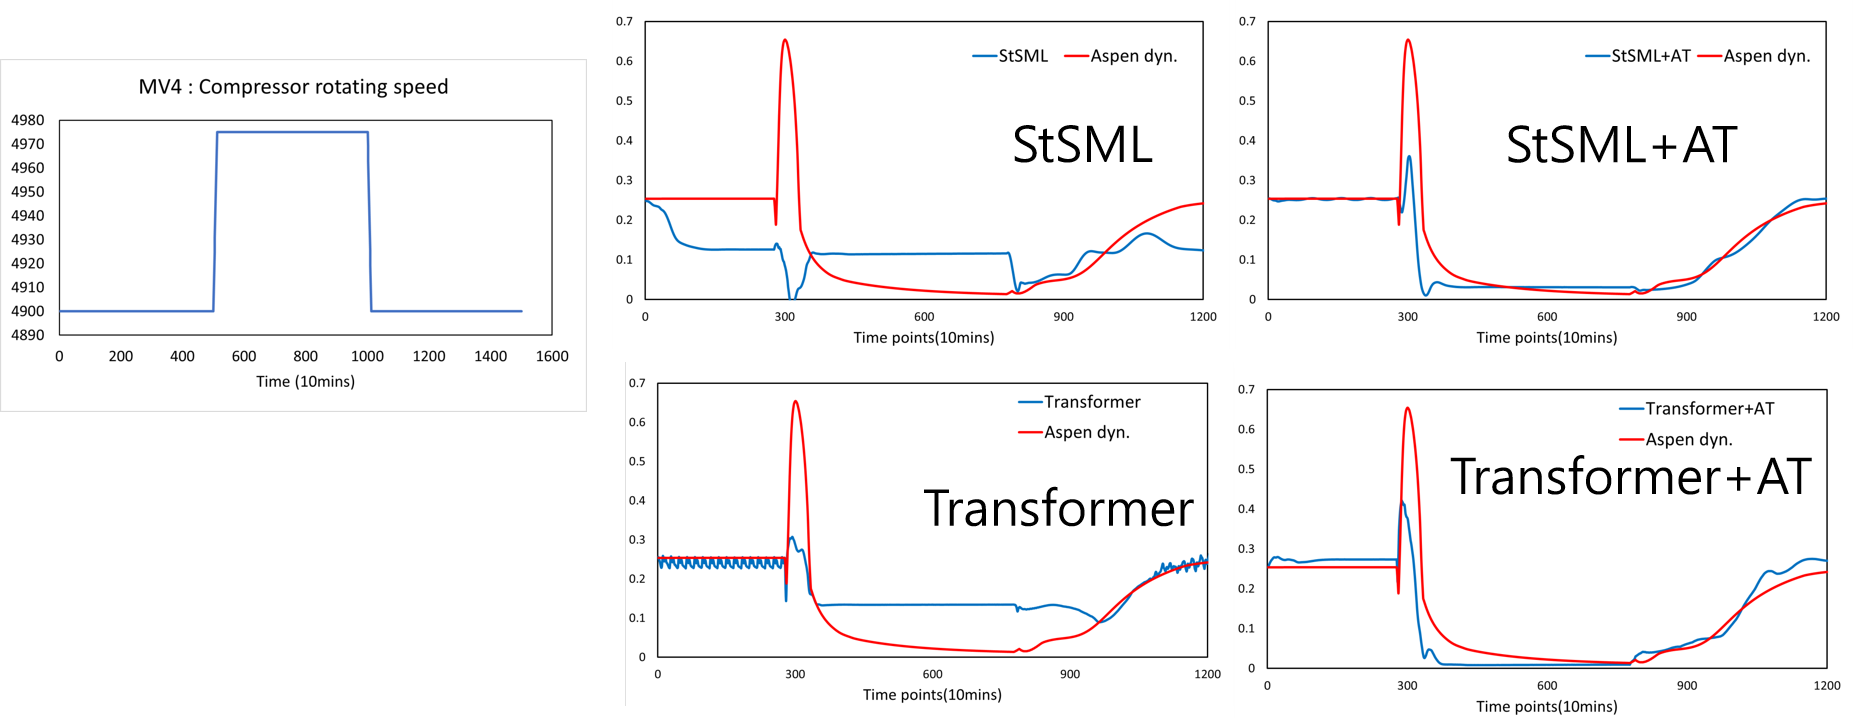 MV4 : Compressor rotating speed
4980
4970
4960
4950
4940
4930
4920
4910
4900
4890
0 200 400 600 800 1000 1200 1400 1600
Time (10mins)
0.7
0.6
0.5
0.4
0.3
0.2
0.1
0
StSML Aspen dyn.
StSML
0 300 600 900 1200
Time points(10mins)
0.7
0.6
0.5
0.4
0.3
0.2
0.1
0
StSML+AT Aspen dyn.
StSML+AT
0 300 600 900 1200
Time points(10mins)
0.7
0.6
0.5
0.4
0.3
0.2
0.1
0
Transformer
Aspen dyn.
Transformer
0 300 600 900 1200
Time points(10mins)
0.7
0.6
0.5
0.4
0.3
0.2
0.1
0
Transformer+AT
Aspen dyn.
Transformer+AT
0 300 600 900 1200
Time points(10mins)